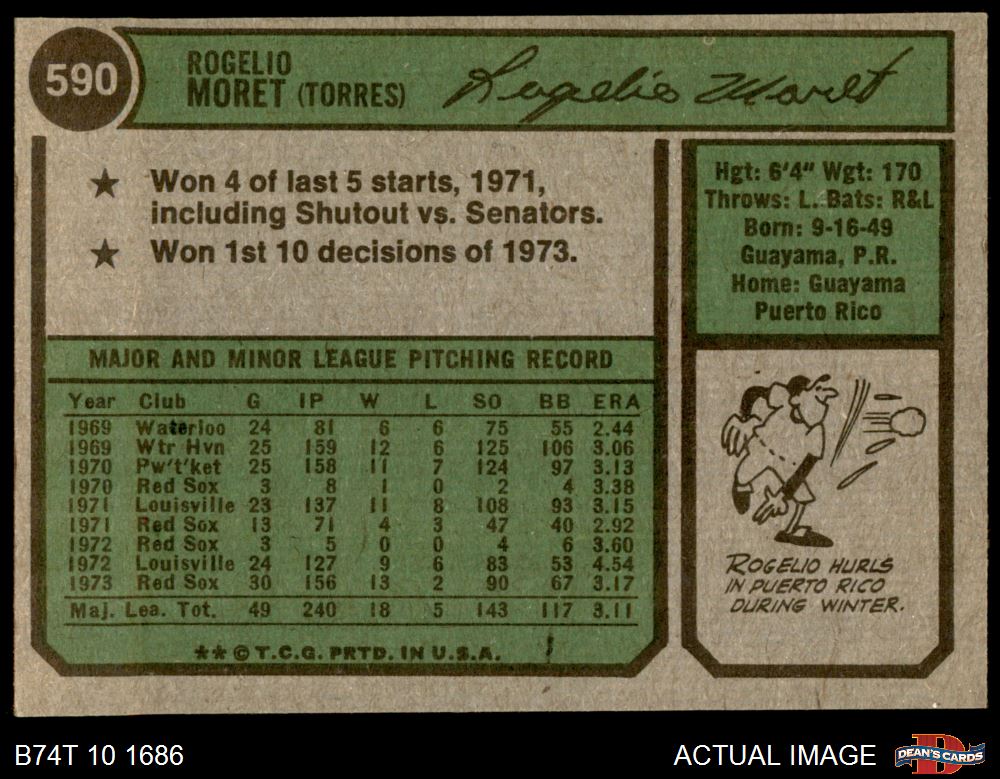 590
ROGELIO
MORET (TORRES)
Rogelio Moret
★ Won 4 of last 5 starts, 1971,
including Shutout vs. Senators.
★ Won 1st 10 decisions of 1973.
Hgt: 6'4" Wgt: 170
Throws: L. Bats: R&L
Born: 9-16-49
Guayama, P.R.
Home: Guayama
Puerto Rico
MAJOR AND MINOR LEAGUE PITCHING RECORD
Year Club G IP W L SO BB ERA
1969 Waterloo 24 81 6 6 75 55 2.44
1969 Wtr Hvn 25 159 12 6 125 106 3.06
1970 Pw't'ket 25 158 11 7 124 97 3.13
1970 Red Sox 3 8 1 0 2 4 3.38
1971 Louisville 23 137 11 8 108 93 3.15
1971 Red Sox 13 71 4 3 47 40 2.92
1972 Red Sox 3 5 0 0 4 6 3.60
1972 Louisville 24 127 9 6 83 53 4.54
1973 Red Sox 30 156 13 2 90 67 3.17
Maj. Lea. Tot. 49 240 18 5 143 117 3.11
**©T.C.G. PRTD. IN U.S.A.
ROGELIO HURLS
IN PUERTO RICO
DURING WINTER.
B74T 10 1686
ACTUAL IMAGE
DEAN'S CARDS